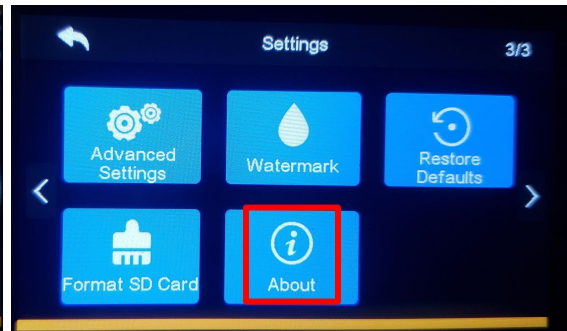 Settings
3/3
Advanced
Settings
Watermark
Restore
Defaults
Format SD Card
i
About